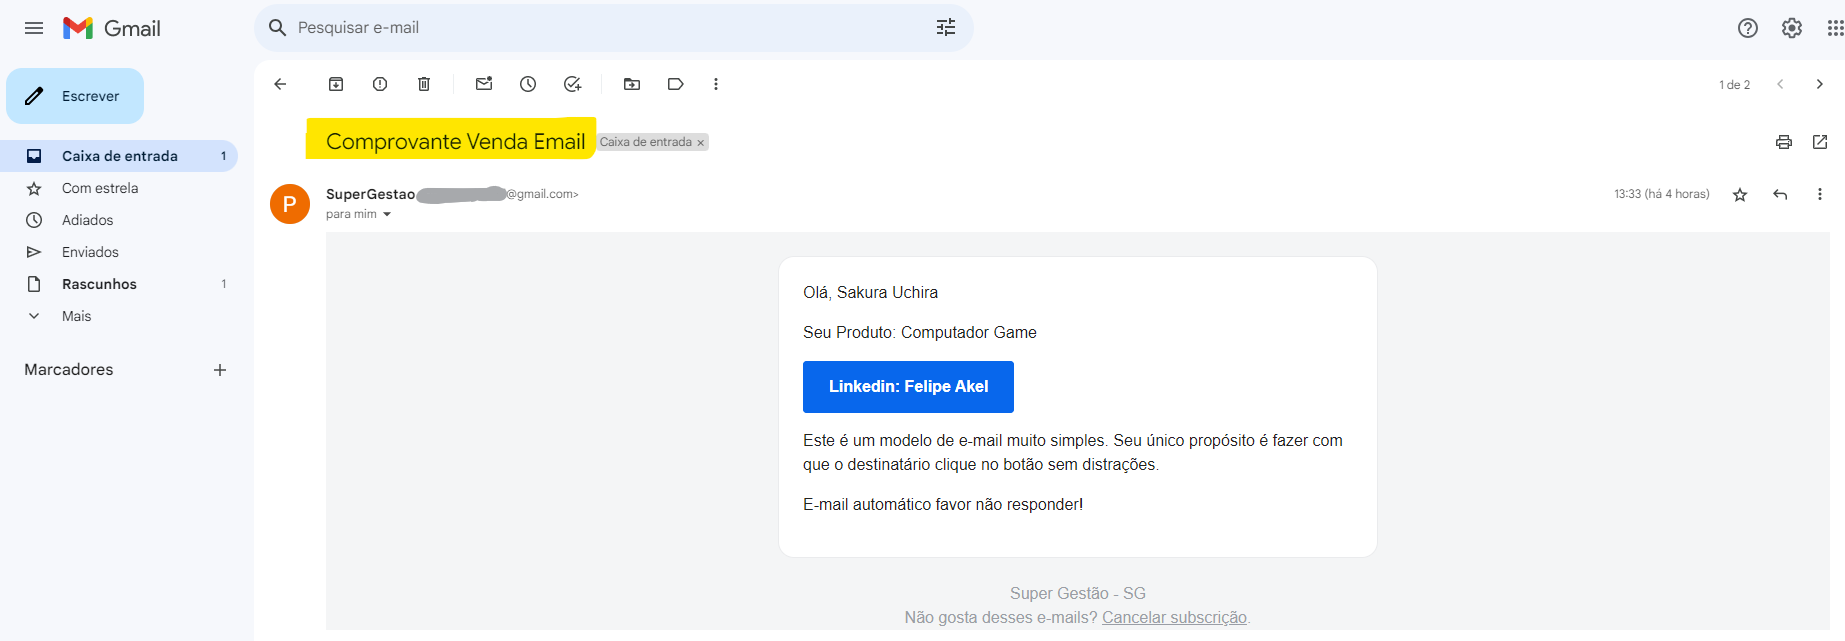 Gmail
Pesquisar e-mail
Escrever
Caixa de entrada 1
Com estrela
Adiados
Enviados
Rascunhos 1
Mais
Marcadores
1 de 2
Comprovante Venda Email Caixa de entrada ×
P
SuperGestao @gmail.com>
13:33 (há 4 horas)
para mim
Olá, Sakura Uchira
Seu Produto: Computador Game
Linkedin: Felipe Akel
Este é um modelo de e-mail muito simples. Seu único propósito é fazer com
que o destinatário clique no botão sem distrações.
E-mail automático favor não responder!
Super Gestão - SG
Não gosta desses e-mails? Cancelar subscrição.